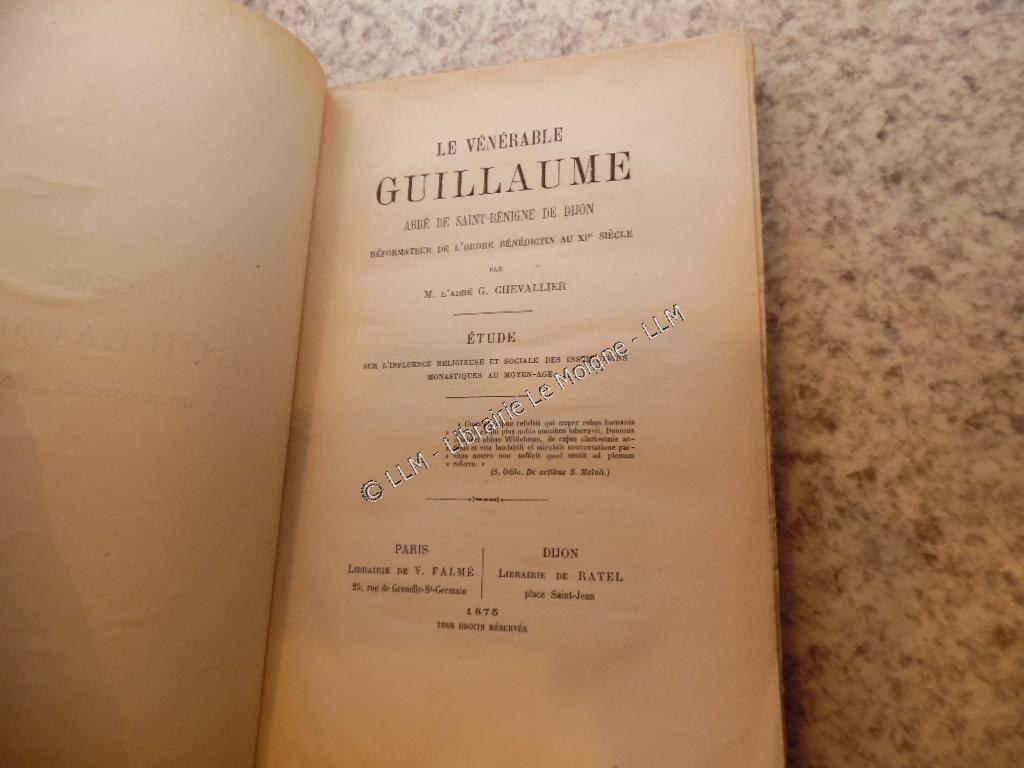 LE VÉNÉRABLE
GUILLAUME
ABBÉ DE SAINT-BÉNIGNE DE DIJON
RÉFORMATEUR DE L'ORDRE BÉNÉDICTIN AU XIe SIÈCLE
PAR
M. L'ABBÉ G. CHEVALLIER
ÉTUDE
SUR L'INFLUENCE RELIGIEUSE ET SOCIALE DES
MONASTIQUES AU MOYEN-AGE
refulsit qui nuper rebus humanis
qui plus nobis omnibus laboravit, Domnus
abbas Willelmus, de cujus clarissimis ac-
et vita laudabili et mirabili conversatione par-
« vitas nostra non sufficit quod sentit ad plenum
« referre. »
(S. Odilo. De actibus S. Maïoli.)
PARIS
LIBRAIRIE DE V. PALMÉ
25, rue de Grenelle-St-Germain
DIJON
LIBRAIRIE DE RATEL
place Saint-Jean
1875
TOUS DROITS RÉSERVÉS
© LLM - Librairie Le Moigne - LLM